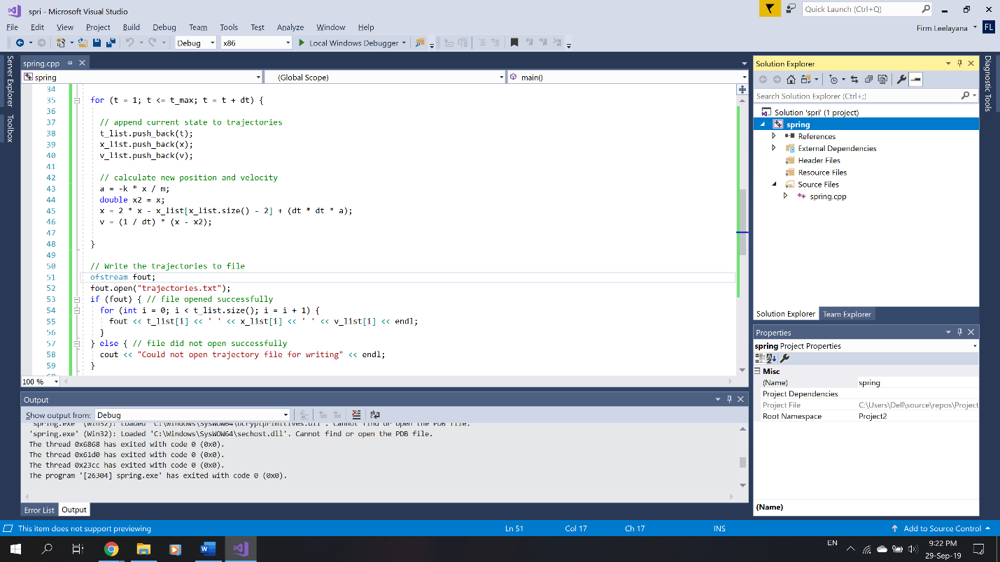 spri - Microsoft Visual Studio
Quick Launch (Ctrl+Q)
File Edit View Project Build Debug Team Tools Test Analyze Window Help
Firm Leelayana FL
Debug x86 Local Windows Debugger
Server Explorer
Toolbox
spring.cpp
spring (Global Scope) main()
34
35 for (t = 1; t <= t_max; t = t + dt) {
36
37 // append current state to trajectories
38 t_list.push_back(t);
39 x_list.push_back(x);
40 v_list.push_back(v);
41
42 // calculate new position and velocity
43 a = -k * x / m;
44 double x2 = x;
45 x = 2 * x - x_list[x_list.size() - 2] + (dt * dt * a);
46 v = (1 / dt) * (x - x2);
47
48 }
49
50 // Write the trajectories to file
51 ofstream fout;
52 fout.open("trajectories.txt");
53 if (fout) { // file opened successfully
54 for (int i = 0; i < t_list.size(); i = i + 1) {
55 fout << t_list[i] << ' ' << x_list[i] << ' ' << v_list[i] << endl;
56 }
57 } else { // file did not open successfully
58 cout << "Could not open trajectory file for writing" << endl;
59 }
100 %
Output
Show output from: Debug
'spring.exe' (Win32): Loaded 'C:\Windows\SysWOW64\bcryptprimitives.dll'. Cannot find or open the PDB file.
'spring.exe' (Win32): Loaded 'C:\Windows\SysWOW64\sechost.dll'. Cannot find or open the PDB file.
The thread 0x6868 has exited with code 0 (0x0).
The thread 0x61d0 has exited with code 0 (0x0).
The thread 0x23cc has exited with code 0 (0x0).
The program '[26304] spring.exe' has exited with code 0 (0x0).
Error List Output
Solution Explorer
Search Solution Explorer (Ctrl+;)
Solution 'spri' (1 project)
spring
References
External Dependencies
Header Files
Resource Files
Source Files
spring.cpp
Solution Explorer Team Explorer
Properties
spring Project Properties
Misc
(Name) spring
Project Dependencies
Project File C:\Users\Dell\source\repos\Project
Root Namespace Project2
(Name)
Diagnostic Tools
This item does not support previewing Ln 51 Col 17 Ch 17 INS Add to Source Control
EN
9:22 PM
29-Sep-19